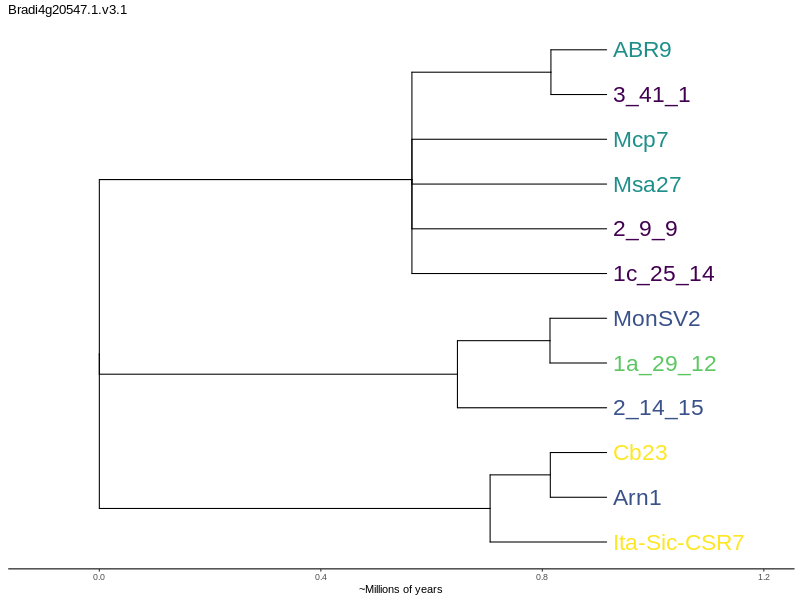 Bradi4g20547.1.v3.1
ABR9
3_41_1
Mcp7
Msa27
2_9_9
1c_25_14
MonSV2
1a_29_12
2_14_15
Cb23
Arn1
Ita-Sic-CSR7
0.0 0.4 0.8 1.2
~Millions of years